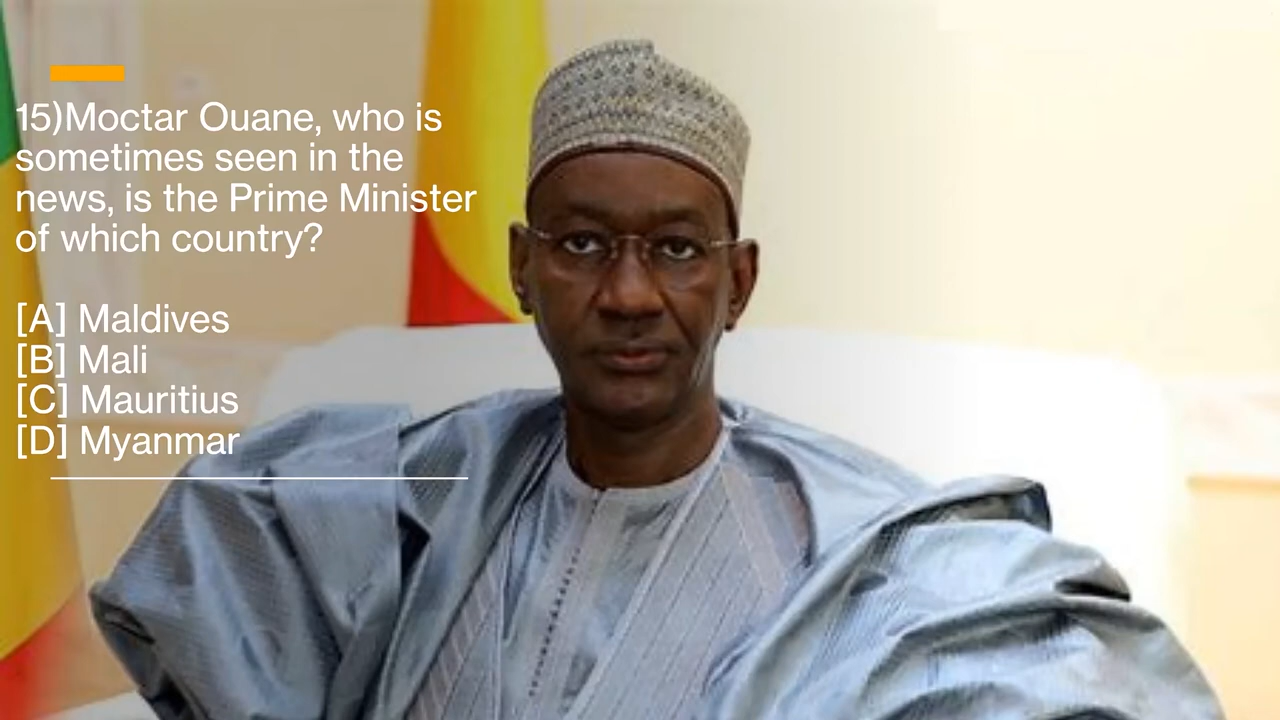 15)Moctar Ouane, who is
sometimes seen in the
news, is the Prime Minister
of which country?
[A] Maldives
[B] Mali
[C] Mauritius
[D] Myanmar